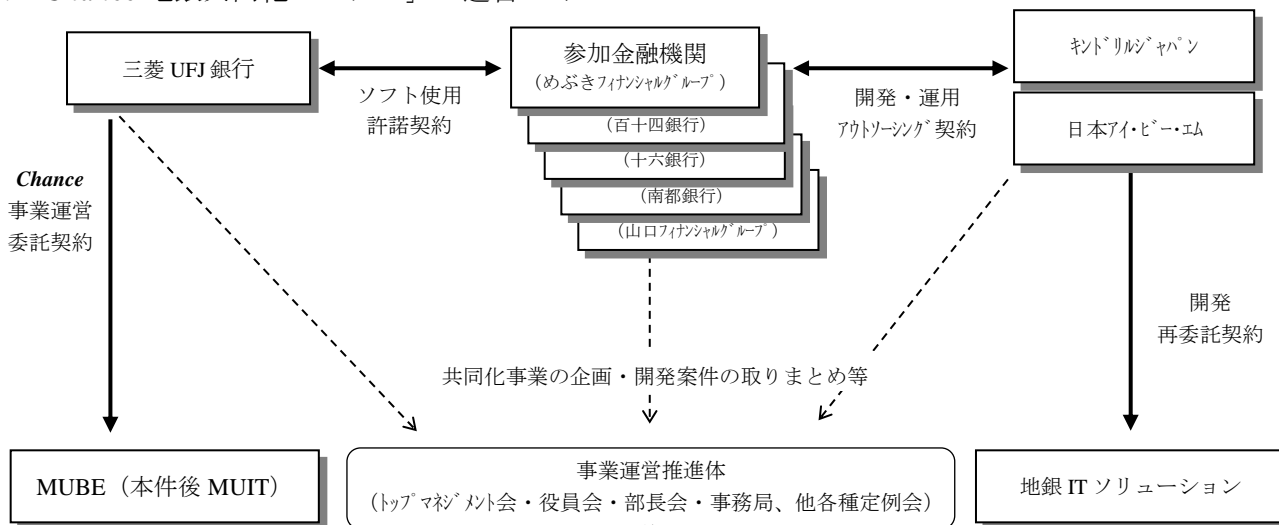 三菱 UFJ 銀行
ソフト使用
許諾契約
参加金融機関
(めぶきフィナンシャルグループ)
(百十四銀行)
(十六銀行)
(南都銀行)
(山口フィナンシャルグループ)
開発・運用
アウトソーシング契約
キンドリルジャパン
日本アイ・ビー・エム
Chance
事業運営
委託契約
開発
再委託契約
共同化事業の企画・開発案件の取りまとめ等
MUBE（本件後 MUIT）
事業運営推進体
(トップマネジメント会・役員会・部長会・事務局、他各種定例会)
地銀 IT ソリューション